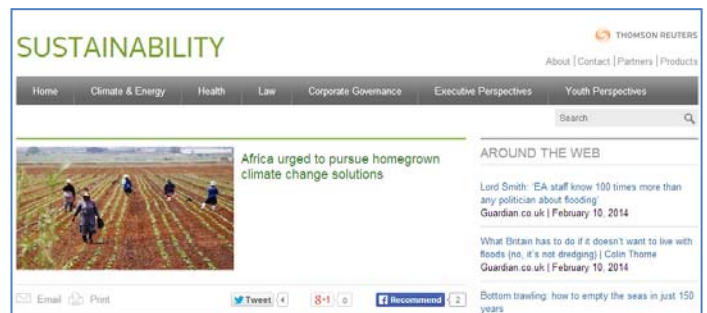 SUSTAINABILITY
THOMSON REUTERS
About | Contact | Partners | Products
Home Climate & Energy Health Law Corporate Governance Executive Perspectives Youth Perspectives
Search
Africa urged to pursue homegrown
climate change solutions
Email Print Tweet 4 g+1 0 f Recommend 2
AROUND THE WEB
Lord Smith: 'EA staff know 100 times more than
any politician about flooding'
Guardian.co.uk | February 10, 2014
What Britain has to do if it doesn't want to live with
floods (no, it's not dredging) | Colin Thorne
Guardian.co.uk | February 10, 2014
Bottom trawling: how to empty the seas in just 150
years